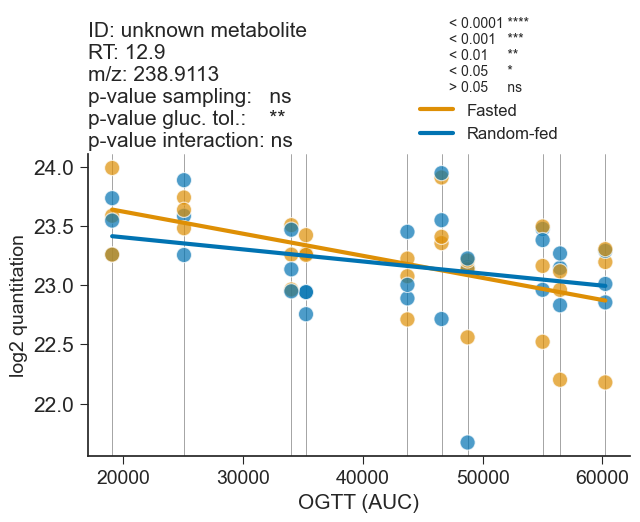 ID: unknown metabolite
RT: 12.9
m/z: 238.9113
p-value sampling: ns
p-value gluc. tol.: **
p-value interaction: ns
< 0.0001 ****
< 0.001 ***
< 0.01 **
< 0.05 *
> 0.05 ns
Fasted
Random-fed
24.0
23.5
23.0
22.5
22.0
log2 quantitation
20000 30000 40000 50000 60000
OGTT (AUC)